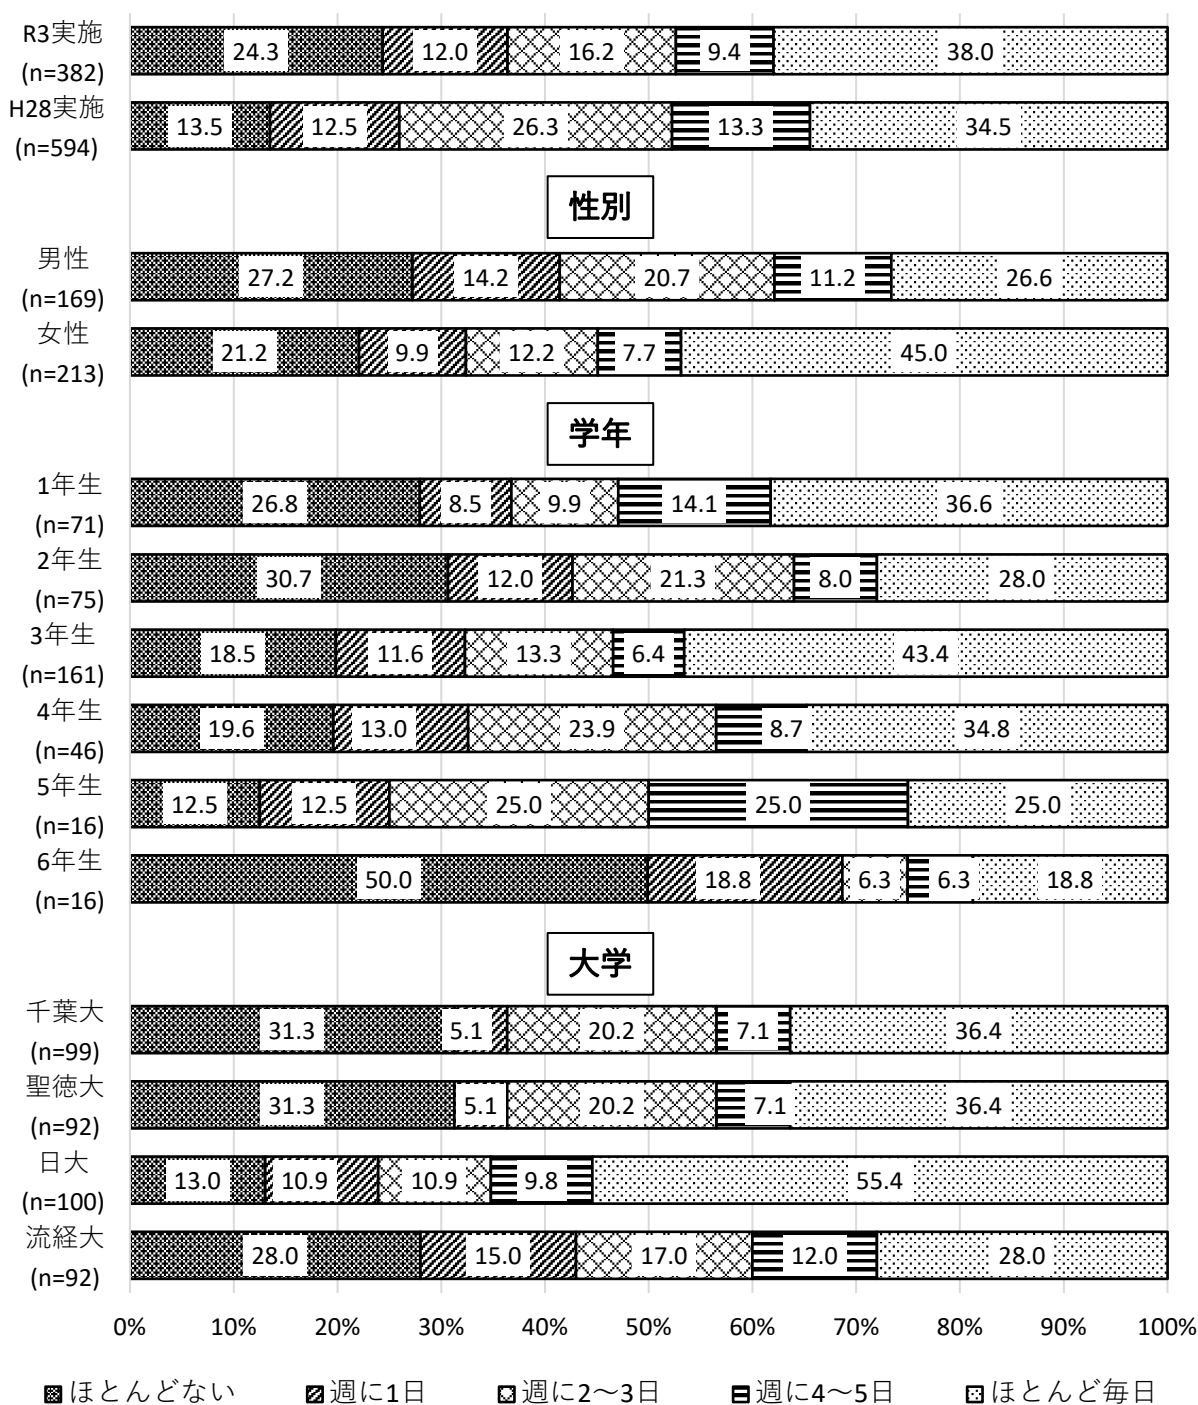 R3実施
(n=382)
24.3 12.0 16.2 9.4 38.0
H28実施
(n=594)
13.5 12.5 26.3 13.3 34.5
性別
男性
(n=169)
27.2 14.2 20.7 11.2 26.6
女性
(n=213)
21.2 9.9 12.2 7.7 45.0
学年
1年生
(n=71)
26.8 8.5 9.9 14.1 36.6
2年生
(n=75)
30.7 12.0 21.3 8.0 28.0
3年生
(n=161)
18.5 11.6 13.3 6.4 43.4
4年生
(n=46)
19.6 13.0 23.9 8.7 34.8
5年生
(n=16)
12.5 12.5 25.0 25.0 25.0
6年生
(n=16)
50.0 18.8 6.3 6.3 18.8
大学
千葉大
(n=99)
31.3 5.1 20.2 7.1 36.4
聖徳大
(n=92)
31.3 5.1 20.2 7.1 36.4
日大
(n=100)
13.0 10.9 10.9 9.8 55.4
流経大
(n=92)
28.0 15.0 17.0 12.0 28.0
0% 10% 20% 30% 40% 50% 60% 70% 80% 90% 100%
ほとんどない 週に1日 週に2～3日 週に4～5日 ほとんど毎日